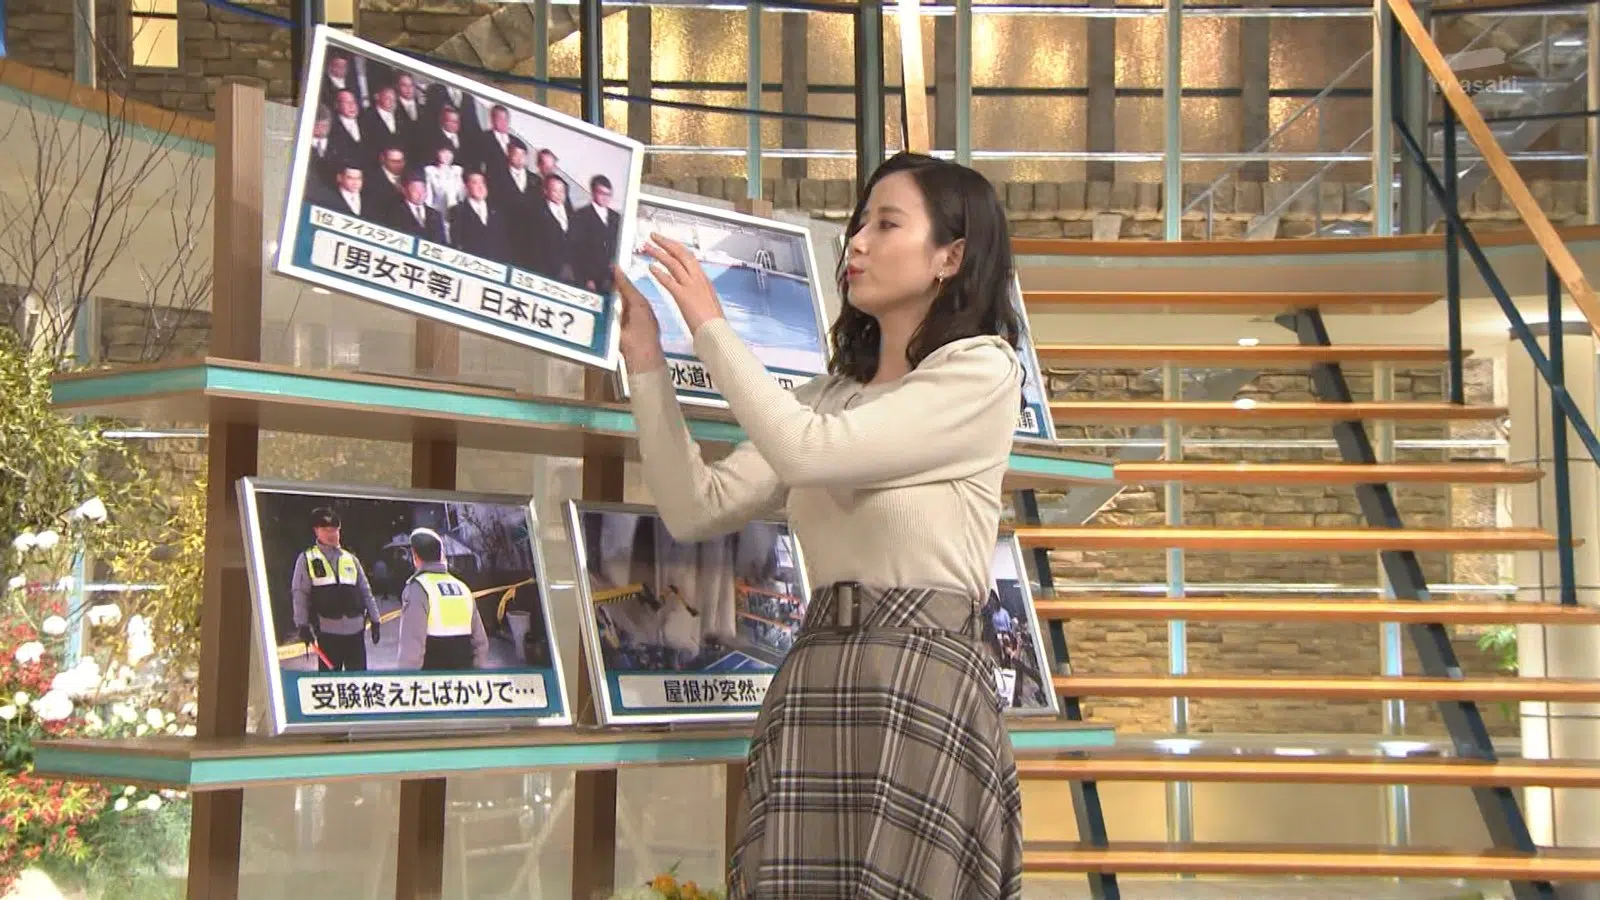 tv asahi
1位 アイスランド 2位 ノルウェー 3位 スウェーデン
「男女平等」日本は？
水道
罪
受験終えたばかりで…
屋根が突然…